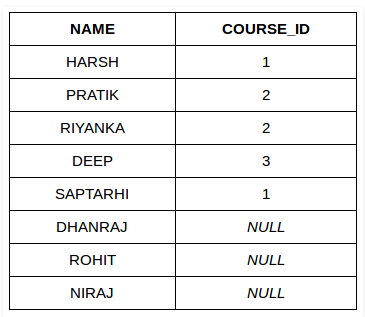 NAME COURSE_ID
HARSH 1
PRATIK 2
RIYANKA 2
DEEP 3
SAPTARHI 1
DHANRAJ NULL
ROHIT NULL
NIRAJ NULL